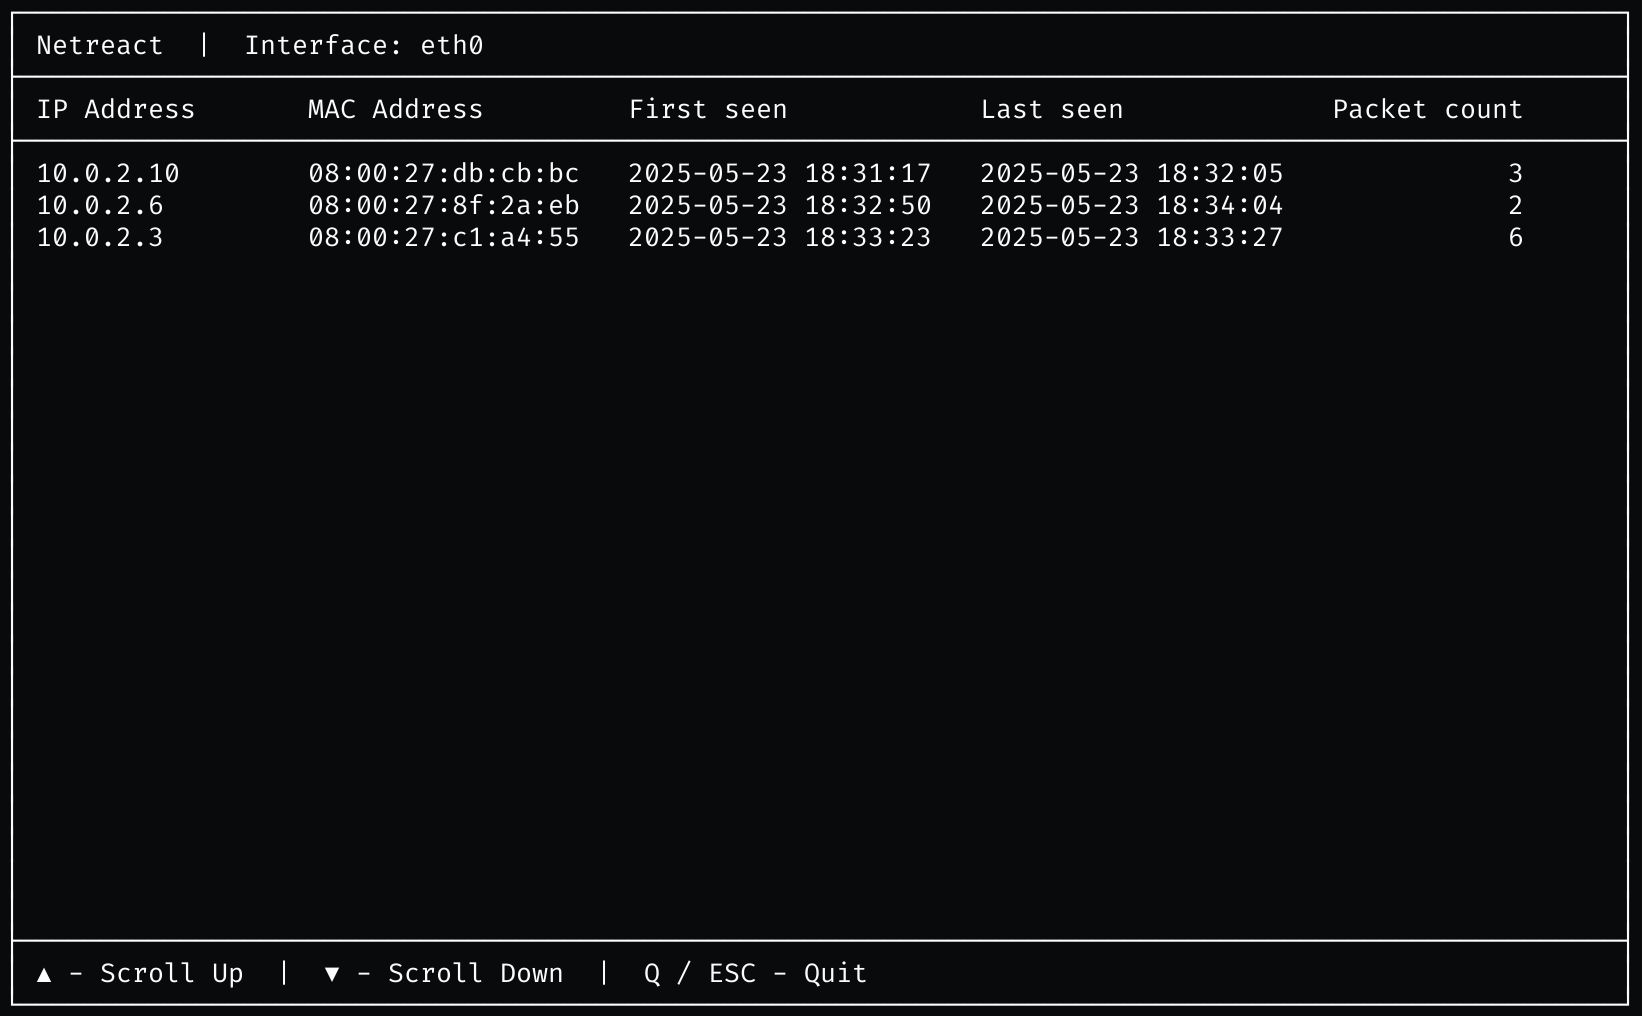 Netreact | Interface: eth0
IP Address MAC Address First seen Last seen Packet count
10.0.2.10 08:00:27:db:cb:bc 2025-05-23 18:31:17 2025-05-23 18:32:05 3
10.0.2.6 08:00:27:8f:2a:eb 2025-05-23 18:32:50 2025-05-23 18:34:04 2
10.0.2.3 08:00:27:c1:a4:55 2025-05-23 18:33:23 2025-05-23 18:33:27 6
▲ - Scroll Up | ▼ - Scroll Down | Q / ESC - Quit